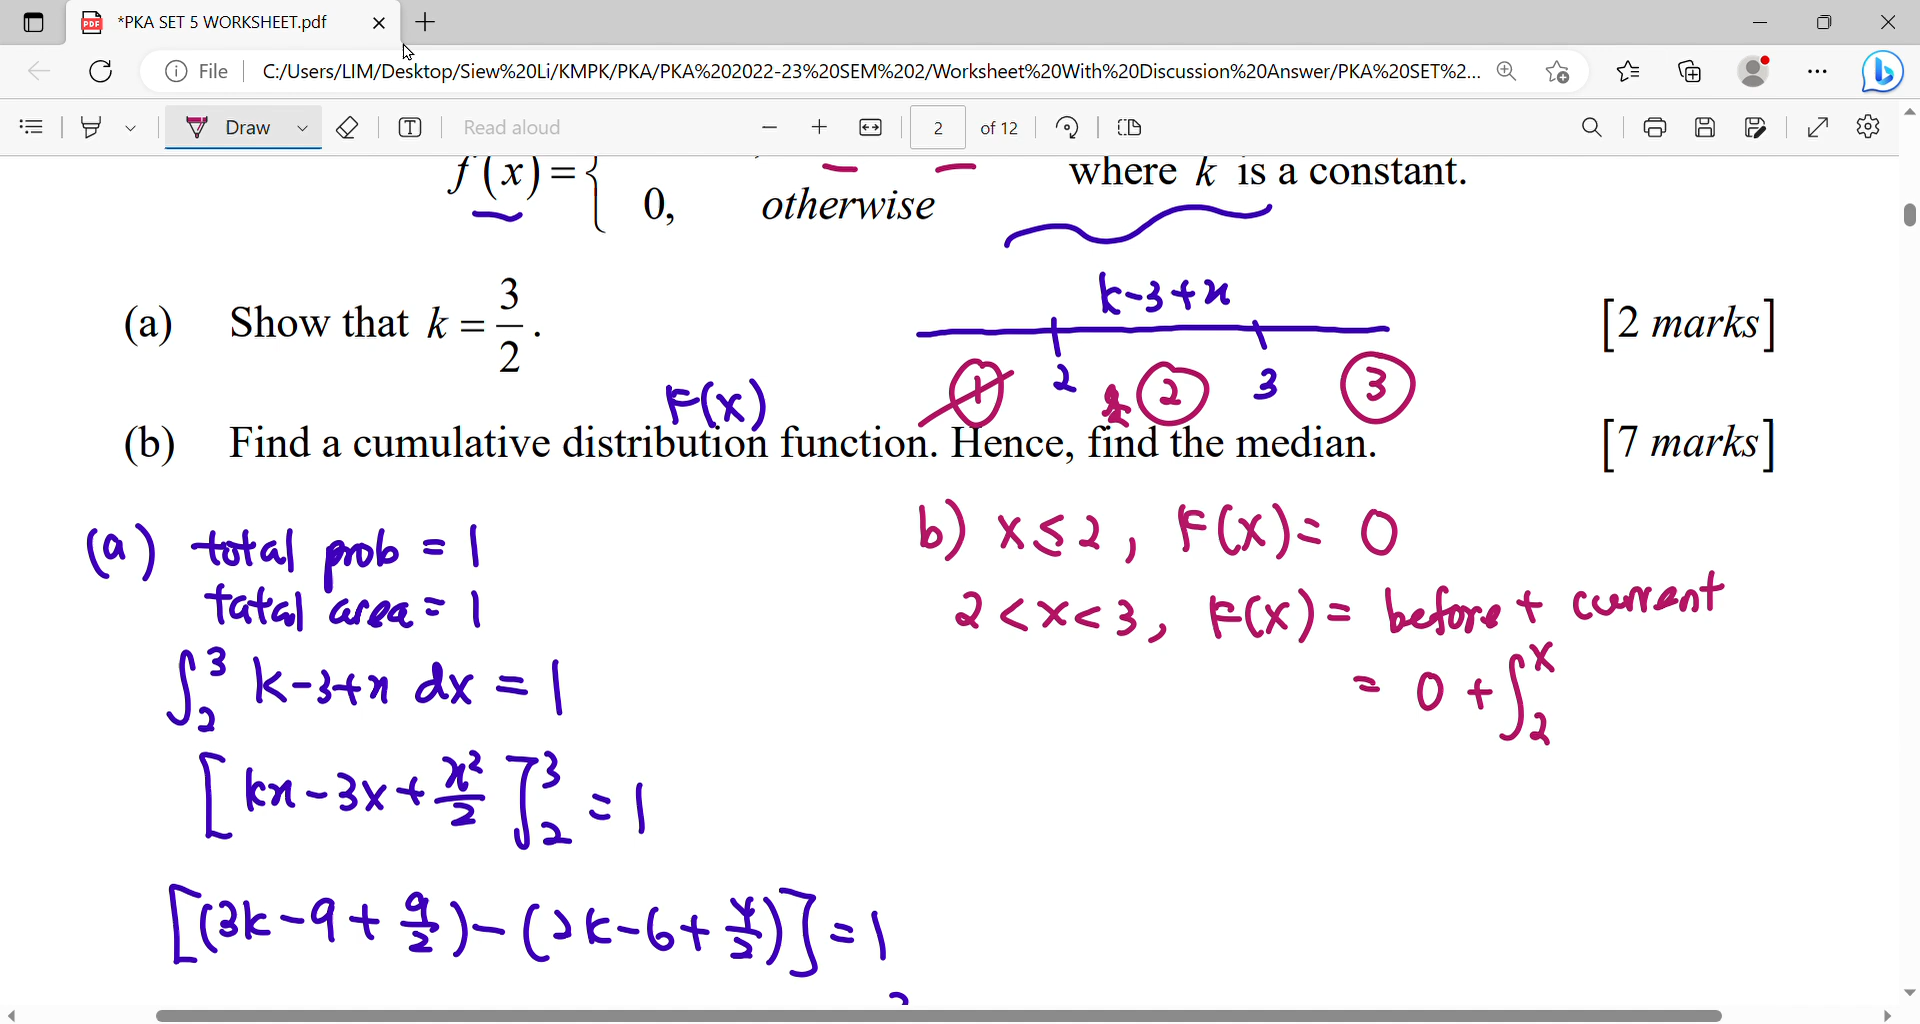 *PKA SET 5 WORKSHEET.pdf
File C:/Users/LIM/Desktop/Siew%20Li/KMPK/PKA/PKA%202022-23%20SEM%202/Worksheet%20With%20Discussion%20Answer/PKA%20SET%2...
Draw Read aloud 2 of 12
f(x) = { where k is a constant.
0, otherwise
k-3+x
(a) Show that k = 3/2. [2 marks]
1 2 2 3 3
F(x)
(b) Find a cumulative distribution function. Hence, find the median. [7 marks]
(a) total prob = 1
tatal area = 1
∫₂³ k-3+x dx = 1
[kx - 3x + x²/2]₂³ = 1
[(3k-9+9/2)-(2k-6+4/2)] = 1
b) x ≤ 2, F(x) = 0
2 < x < 3, F(x) = before + current
= 0 + ∫₂ˣ